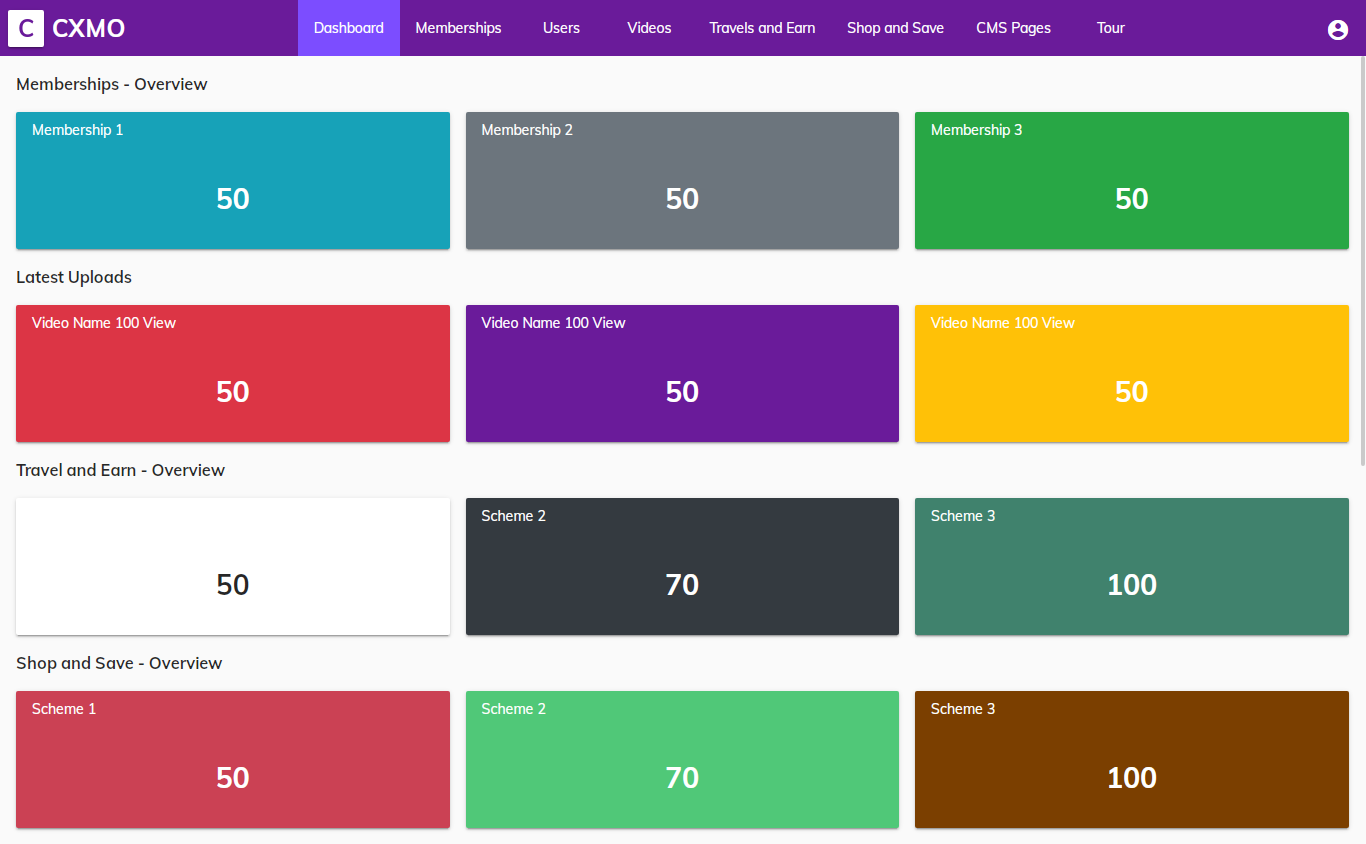 C CXMO Dashboard Memberships Users Videos Travels and Earn Shop and Save CMS Pages Tour
Memberships - Overview
Membership 1 Membership 2 Membership 3
50 50 50
Latest Uploads
Video Name 100 View Video Name 100 View Video Name 100 View
50 50 50
Travel and Earn - Overview
Scheme 2 Scheme 3
50 70 100
Shop and Save - Overview
Scheme 1 Scheme 2 Scheme 3
50 70 100